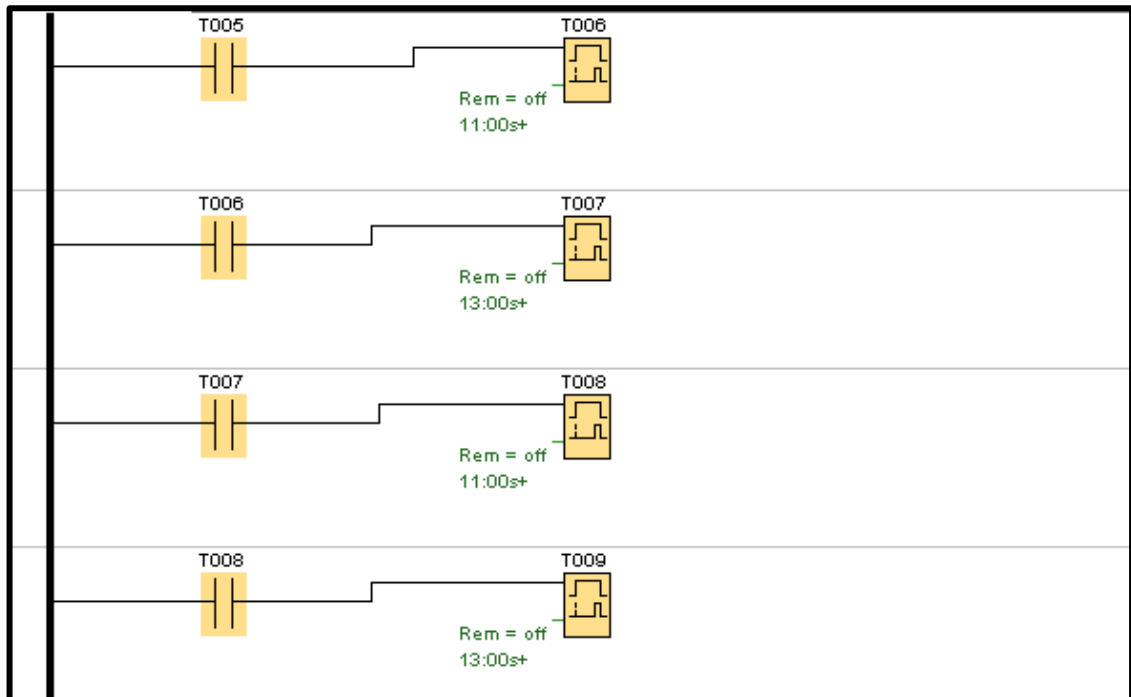 T005
T006
Rem = off
11:00s+
T006
T007
Rem = off
13:00s+
T007
T008
Rem = off
11:00s+
T008
T009
Rem = off
13:00s+